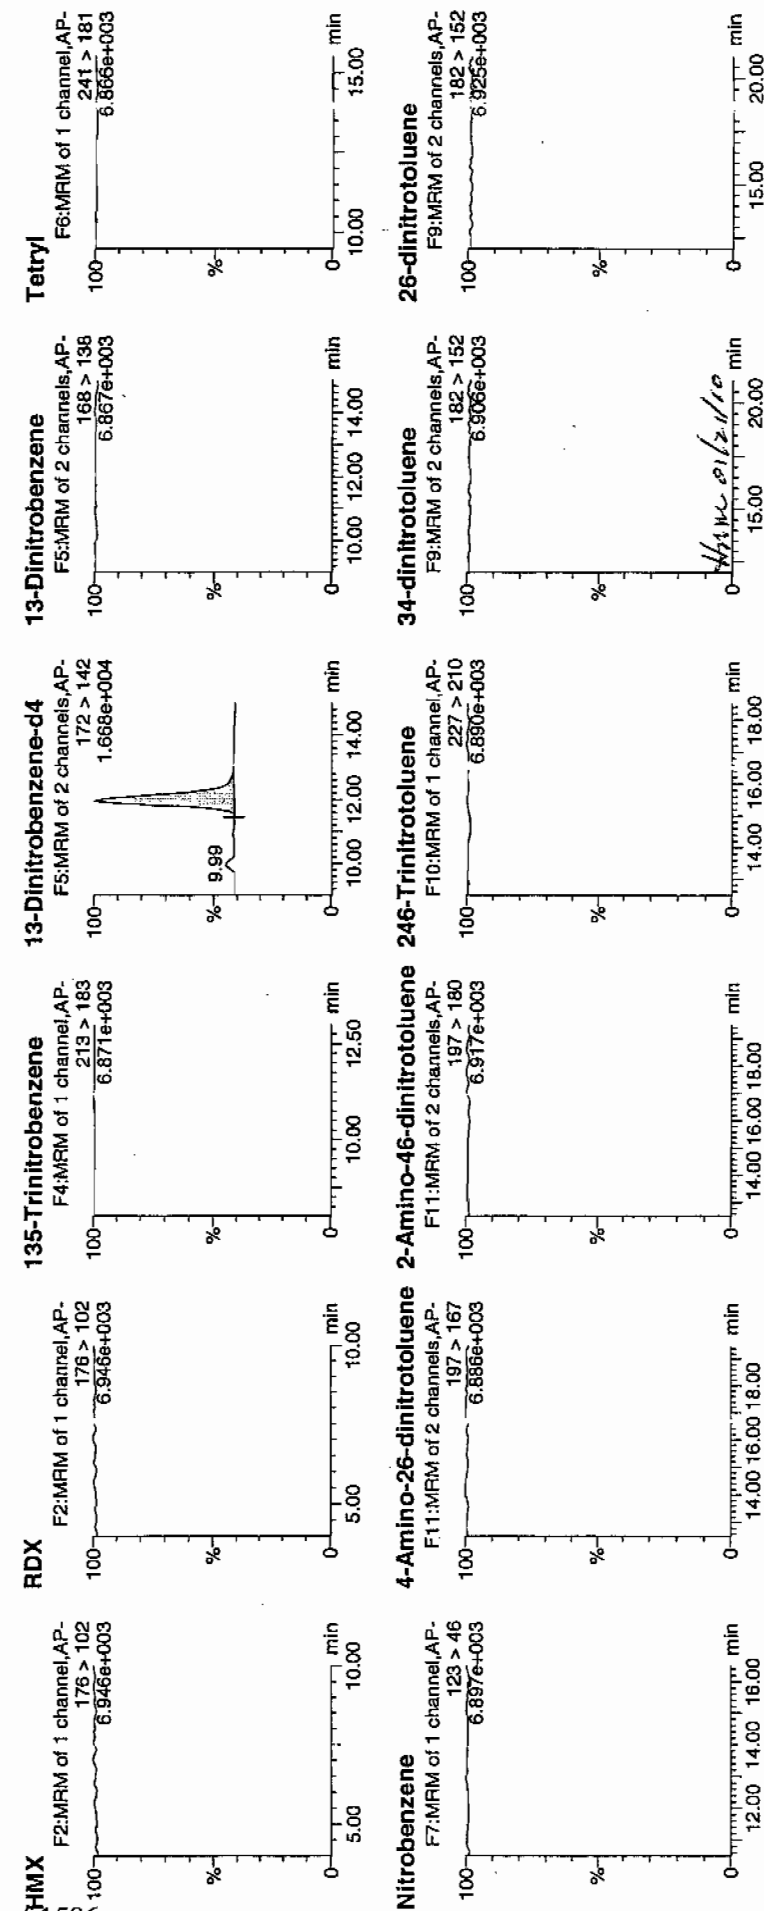 HMX
F2:MRM of 1 channel,AP-
176 > 102
6.946e+003
100
%
0
5.00
10.00
min
RDX
F2:MRM of 1 channel,AP-
176 > 102
6.946e+003
100
%
0
5.00
10.00
min
135-Trinitrobenzene
F4:MRM of 1 channel,AP-
213 > 183
6.871e+003
100
%
0
10.00
12.50
min
13-Dinitrobenzene-d4
F5:MRM of 2 channels,AP-
172 > 142
1.668e+004
100
%
9.99
0
10.00
12.00
14.00
min
13-Dinitrobenzene
F5:MRM of 2 channels,AP-
168 > 138
6.867e+003
100
%
0
10.00
12.00
14.00
min
Tetryl
F6:MRM of 1 channel,AP-
241 > 181
6.866e+003
100
%
0
10.00
15.00
min
Nitrobenzene
F7:MRM of 1 channel,AP-
123 > 46
6.897e+003
100
%
0
12.00
14.00
16.00
min
4-Amino-26-dinitrotoluene
F11:MRM of 2 channels,AP-
197 > 167
6.886e+003
100
%
0
14.00
16.00
18.00
min
2-Amino-46-dinitrotoluene
F11:MRM of 2 channels,AP-
197 > 180
6.917e+003
100
%
0
14.00
16.00
18.00
min
246-Trinitrotoluene
F10:MRM of 1 channel,AP-
227 > 210
6.890e+003
100
%
0
14.00
16.00
18.00
min
34-dinitrotoluene
F9:MRM of 2 channels,AP-
182 > 152
6.906e+003
100
%
01/21/10
0
15.00
20.00
min
26-dinitrotoluene
F9:MRM of 2 channels,AP-
182 > 152
6.925e+003
100
%
0
15.00
20.00
min